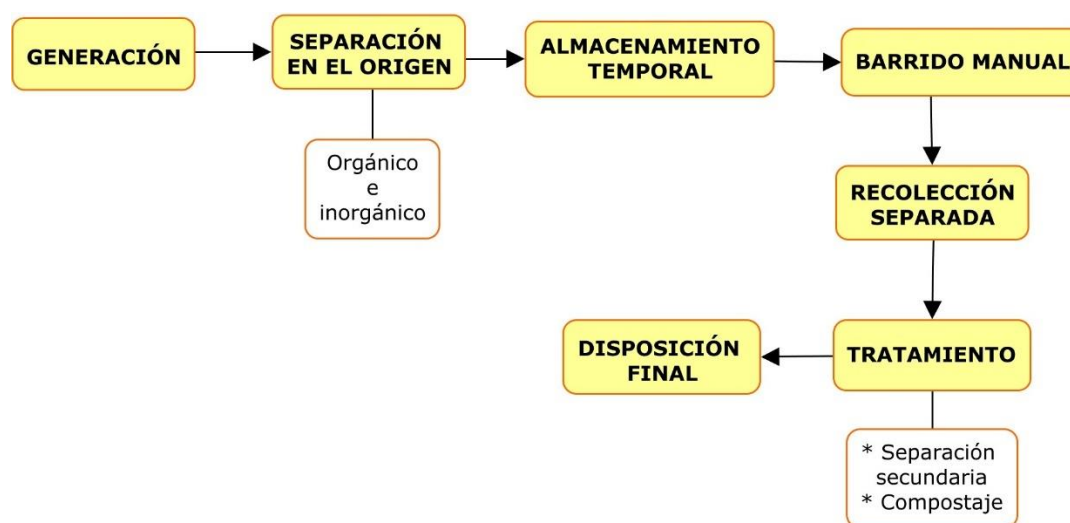 GENERACIÓN
SEPARACIÓN
EN EL ORIGEN
ALMACENAMIENTO
TEMPORAL
BARRIDO MANUAL
Orgánico
e
inorgánico
RECOLECCIÓN
SEPARADA
DISPOSICIÓN
FINAL
TRATAMIENTO
* Separación
secundaria
* Compostaje